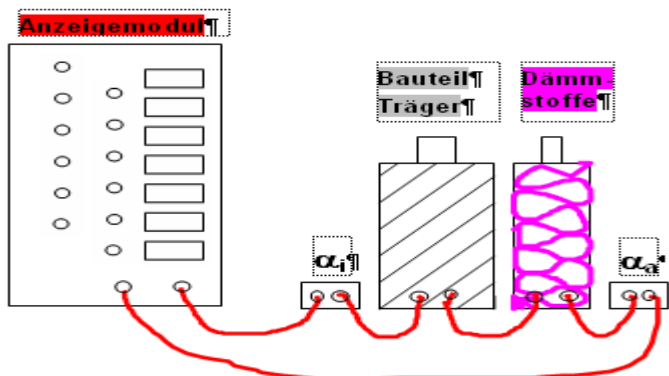 Anzeigemodul¶
Bauteil¶
Träger¶
Dämm-
stoffe¶
αi¶
αa¶